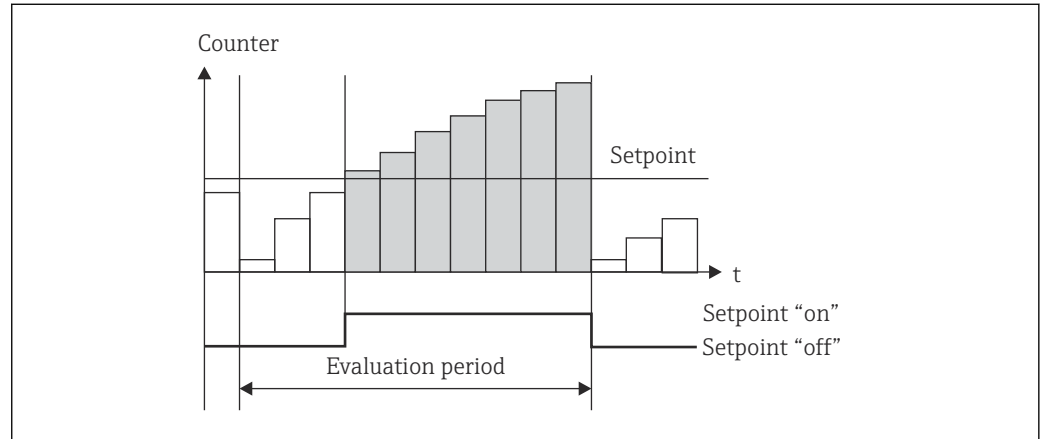 Counter
Setpoint
t
Setpoint “on”
Setpoint “off”
Evaluation period